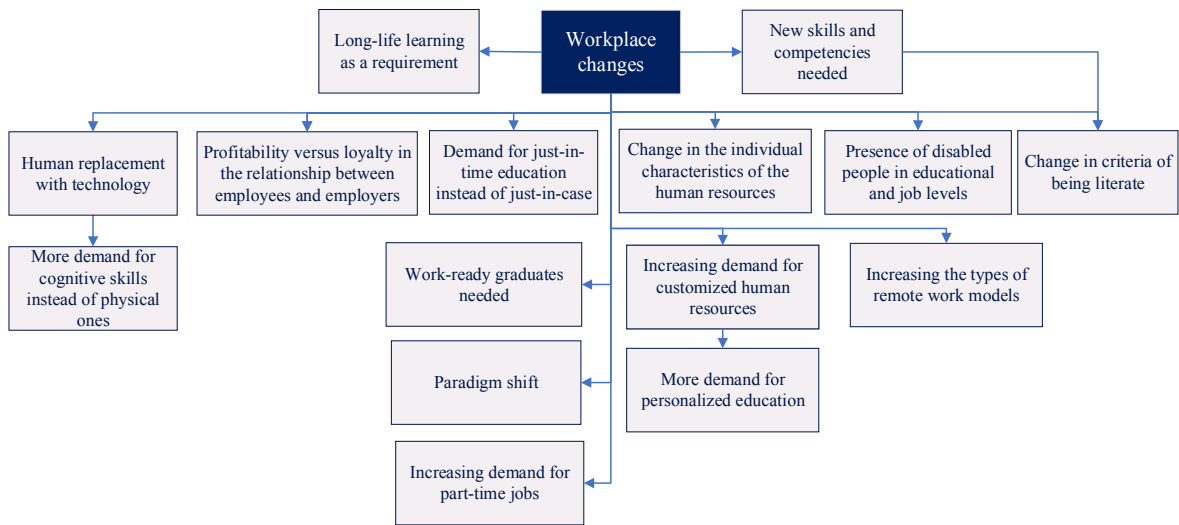 Long-life learning
as a requirement
Workplace
changes
New skills and
competencies
needed
Human replacement
with technology
Profitability versus loyalty in
the relationship between
employees and employers
Demand for just-in-
time education
instead of just-in-case
Change in the individual
characteristics of the
human resources
Presence of disabled
people in educational
and job levels
Change in criteria of
being literate
More demand for
cognitive skills
instead of physical
ones
Work-ready graduates
needed
Increasing demand for
customized human
resources
Increasing the types of
remote work models
Paradigm shift
More demand for
personalized education
Increasing demand for
part-time jobs